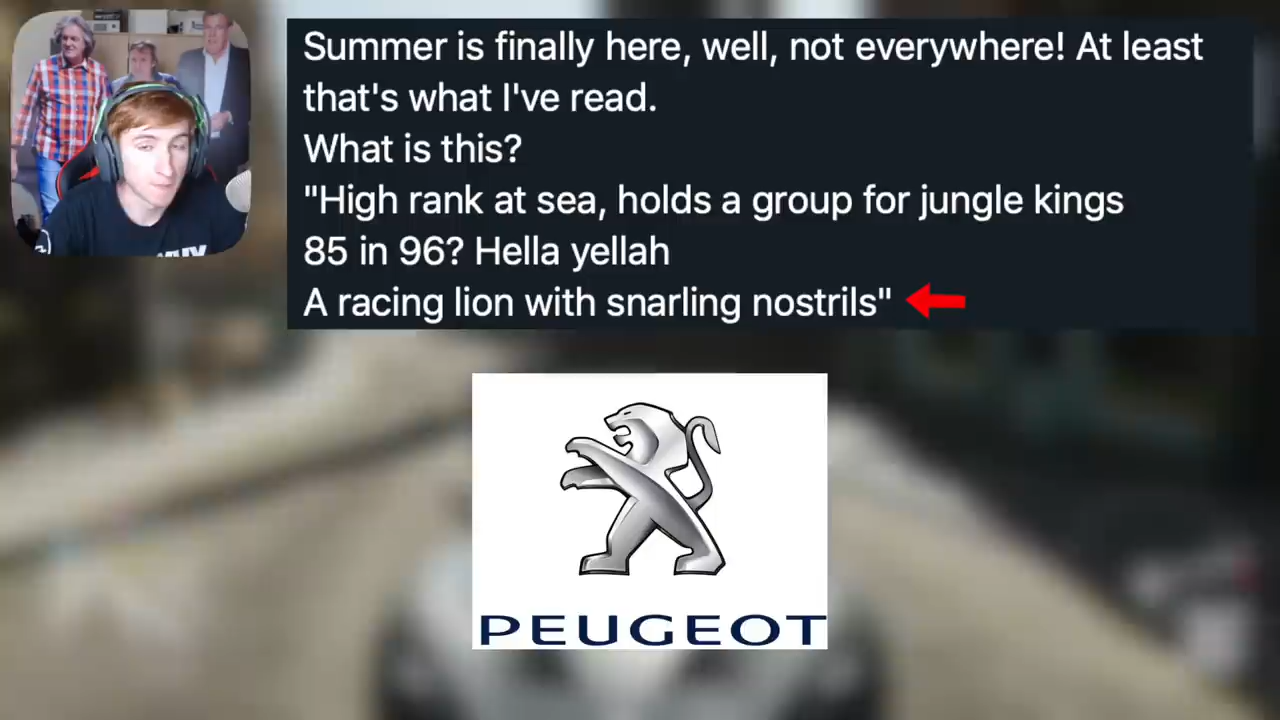 Summer is finally here, well, not everywhere! At least
that's what I've read.
What is this?
"High rank at sea, holds a group for jungle kings
85 in 96? Hella yellah
A racing lion with snarling nostrils"
PEUGEOT